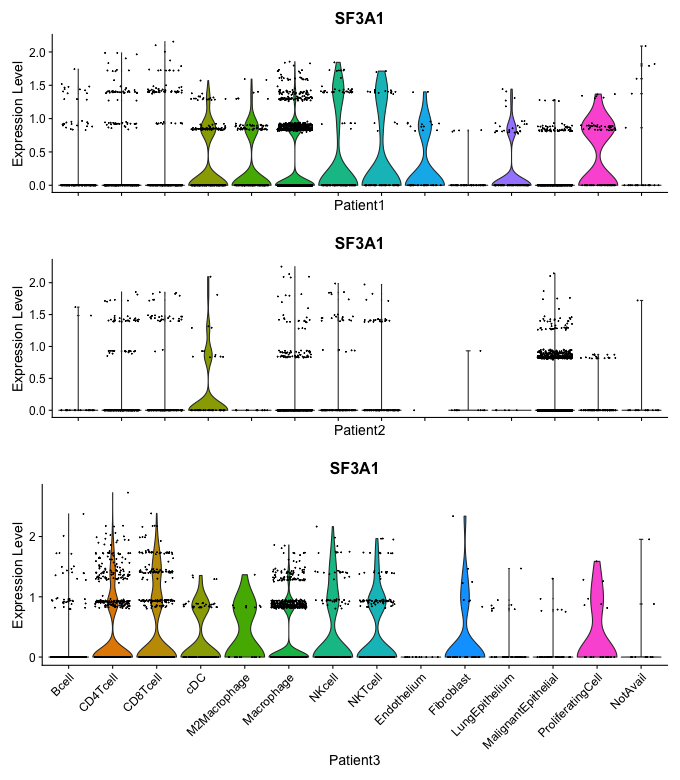 SF3A1
Expression Level
2.0
1.5
1.0
0.5
0.0
Patient1
SF3A1
Expression Level
2.0
1.5
1.0
0.5
0.0
Patient2
SF3A1
Expression Level
2
1
0
Bcell
CD4Tcell
CD8Tcell
cDC
M2Macrophage
Macrophage
NKcell
NKTcell
Endothelium
Fibroblast
LungEpithelium
MalignantEpithelial
ProliferatingCell
NotAvail
Patient3